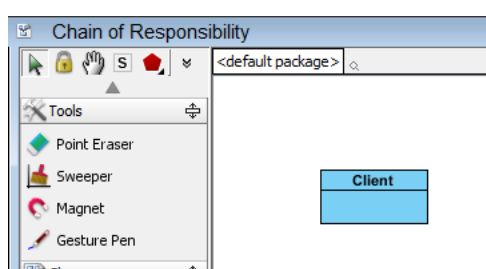 Chain of Responsibility
S
<default package>
Tools
Point Eraser
Client
Sweeper
Magnet
Gesture Pen